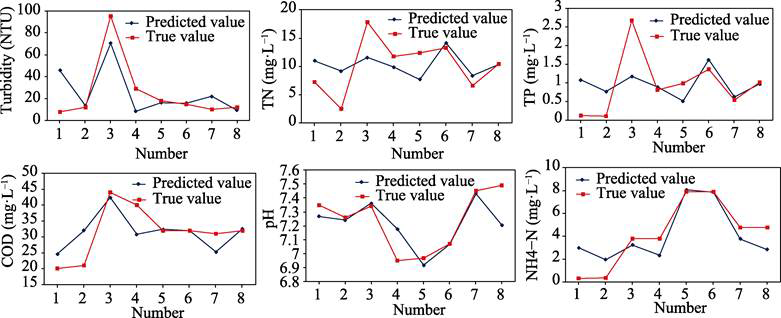 Turbidity (NTU)
100
80
60
40
20
0
Predicted value
True value
1 2 3 4 5 6 7 8
Number
TN (mg·L⁻¹)
20
15
10
5
0
Predicted value
True value
1 2 3 4 5 6 7 8
Number
TP (mg·L⁻¹)
3
2.5
2
1.5
1
0.5
0
Predicted value
True value
1 2 3 4 5 6 7 8
Number
COD (mg·L⁻¹)
50
45
40
35
30
25
20
15
Predicted value
True value
1 2 3 4 5 6 7 8
Number
pH
7.6
7.5
7.4
7.3
7.2
7.1
7
6.9
6.8
Predicted value
True value
1 2 3 4 5 6 7 8
Number
NH4−N (mg·L⁻¹)
10
8
6
4
2
0
Predicted value
True value
1 2 3 4 5 6 7 8
Number